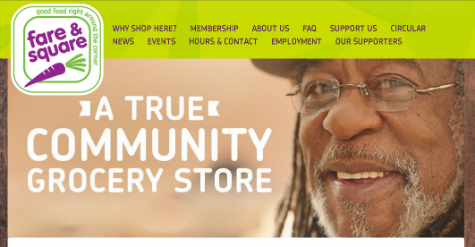 good food right around the corner
fare &
square
WHY SHOP HERE? MEMBERSHIP ABOUT US FAQ SUPPORT US CIRCULAR
NEWS EVENTS HOURS & CONTACT EMPLOYMENT OUR SUPPORTERS
A TRUE
COMMUNITY
GROCERY STORE